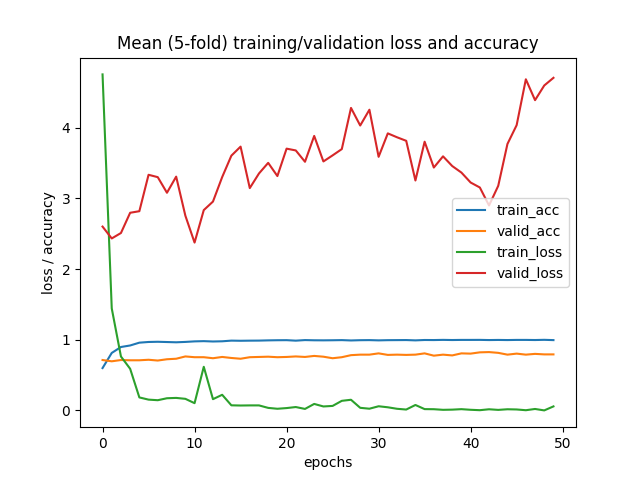 Mean (5-fold) training/validation loss and accuracy
loss / accuracy
4
3
2
1
0
train_acc
valid_acc
train_loss
valid_loss
0 10 20 30 40 50
epochs